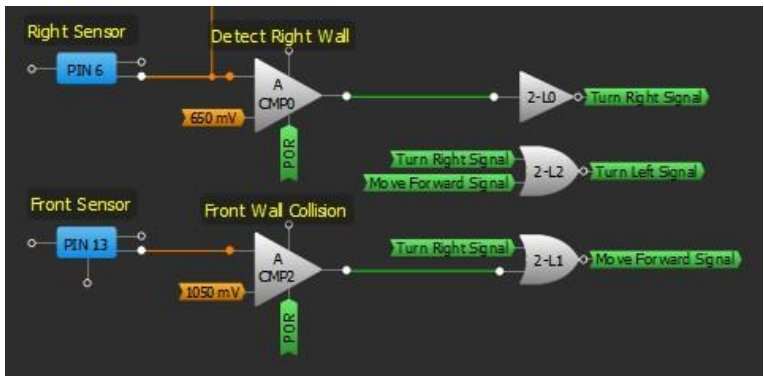 Right Sensor
Detect Right Wall
PIN 6
A
CMP0
650 mV
POR
2-L0
Turn Right Signal
Turn Right Signal
Move Forward Signal
2-L2
Turn Left Signal
Front Sensor
Front Wall Collision
PIN 13
A
CMP2
1050 mV
POR
Turn Right Signal
2-L1
Move Forward Signal